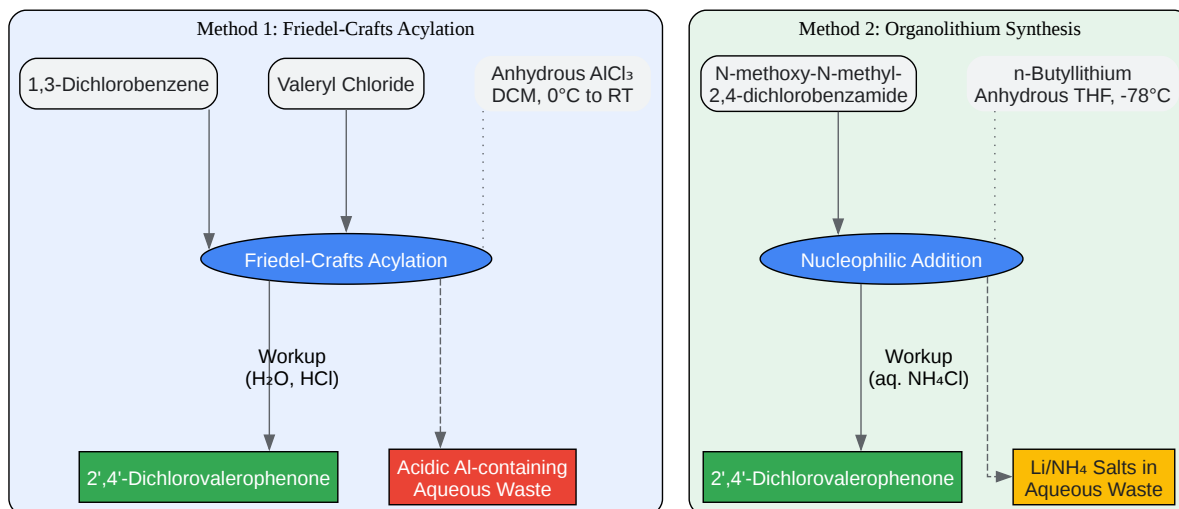 Method 1: Friedel-Crafts Acylation
1,3-Dichlorobenzene
Valeryl Chloride
Anhydrous AlCl₃
DCM, 0°C to RT
Friedel-Crafts Acylation
Workup
(H₂O, HCl)
2',4'-Dichlorovalerophenone
Acidic Al-containing
Aqueous Waste
Method 2: Organolithium Synthesis
N-methoxy-N-methyl-
2,4-dichlorobenzamide
n-Butyllithium
Anhydrous THF, -78°C
Nucleophilic Addition
Workup
(aq. NH₄Cl)
2',4'-Dichlorovalerophenone
Li/NH₄ Salts in
Aqueous Waste